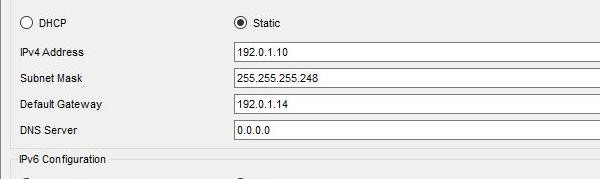 DHCP Static
IPv4 Address 192.0.1.10
Subnet Mask 255.255.255.248
Default Gateway 192.0.1.14
DNS Server 0.0.0.0
IPv6 Configuration